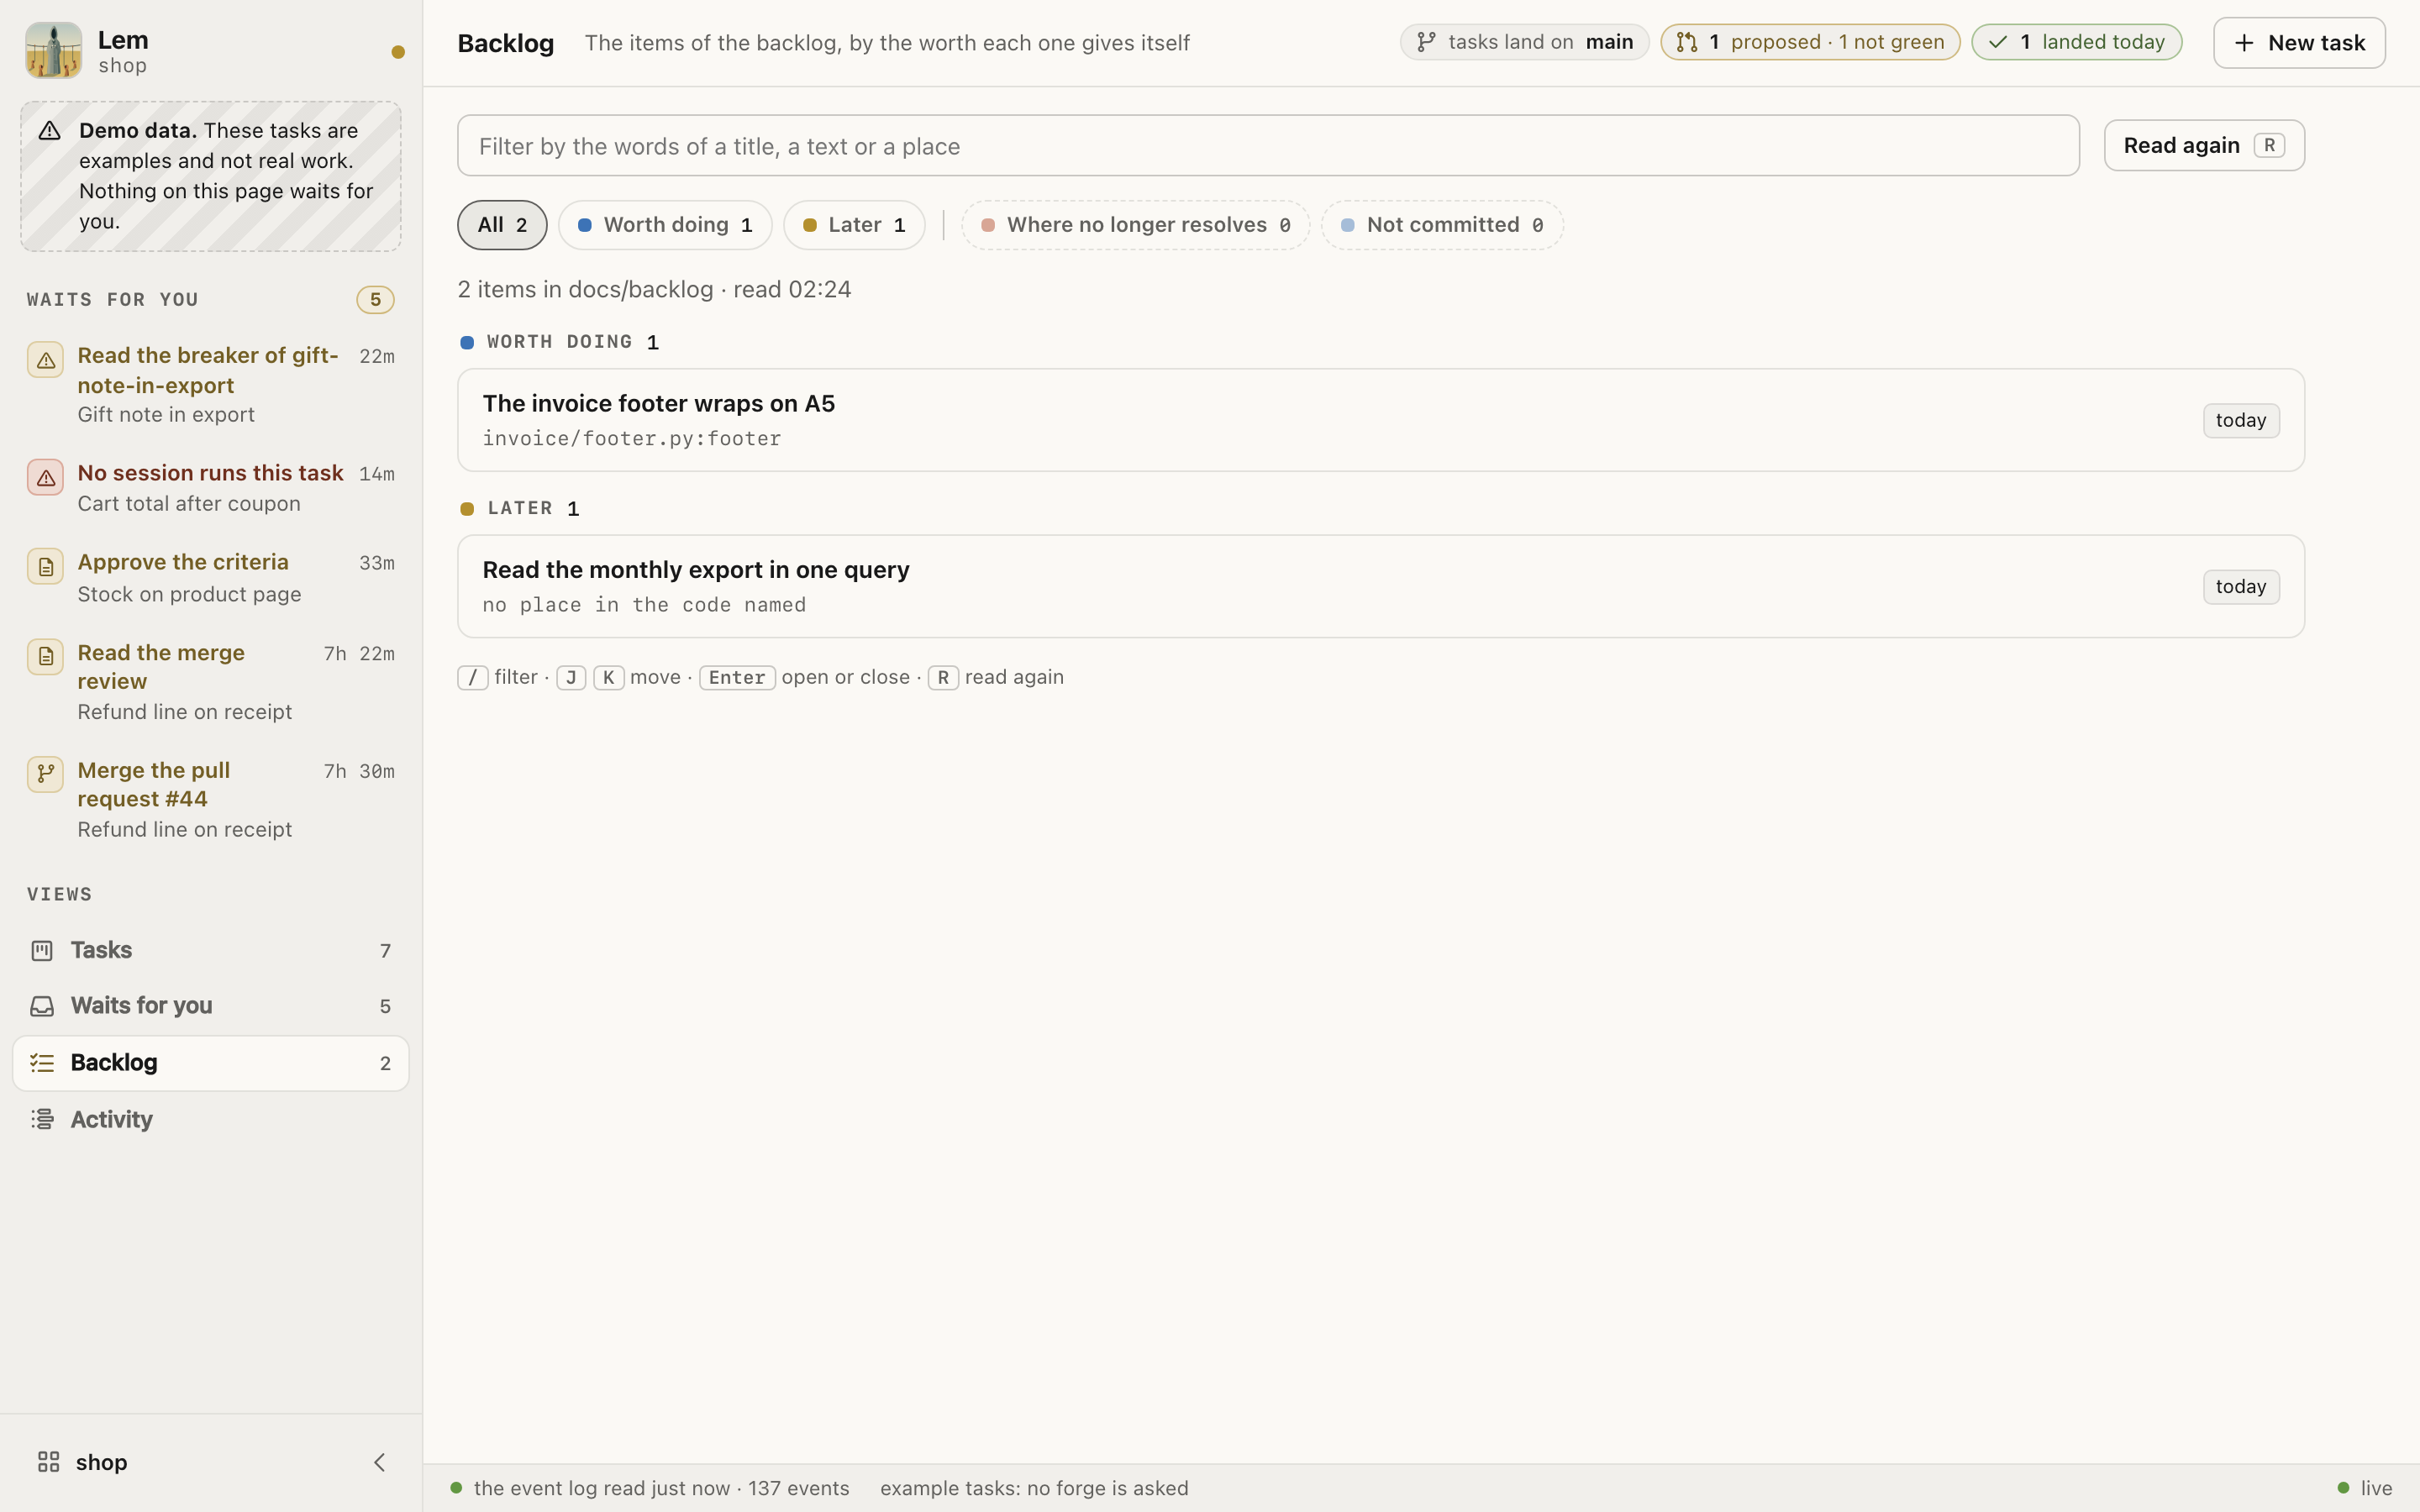 Lem
shop
Demo data. These tasks are
examples and not real work.
Nothing on this page waits for
you.
WAITS FOR YOU 5
Read the breaker of gift- 22m
note-in-export
Gift note in export
No session runs this task 14m
Cart total after coupon
Approve the criteria 33m
Stock on product page
Read the merge 7h 22m
review
Refund line on receipt
Merge the pull 7h 30m
request #44
Refund line on receipt
VIEWS
Tasks 7
Waits for you 5
Backlog 2
Activity
shop
Backlog The items of the backlog, by the worth each one gives itself tasks land on main 1 proposed · 1 not green 1 landed today New task
Filter by the words of a title, a text or a place Read again R
All 2 Worth doing 1 Later 1 Where no longer resolves 0 Not committed 0
2 items in docs/backlog · read 02:24
WORTH DOING 1
The invoice footer wraps on A5
invoice/footer.py:footer
today
LATER 1
Read the monthly export in one query
no place in the code named
today
/ filter · J K move · Enter open or close · R read again
the event log read just now · 137 events example tasks: no forge is asked live